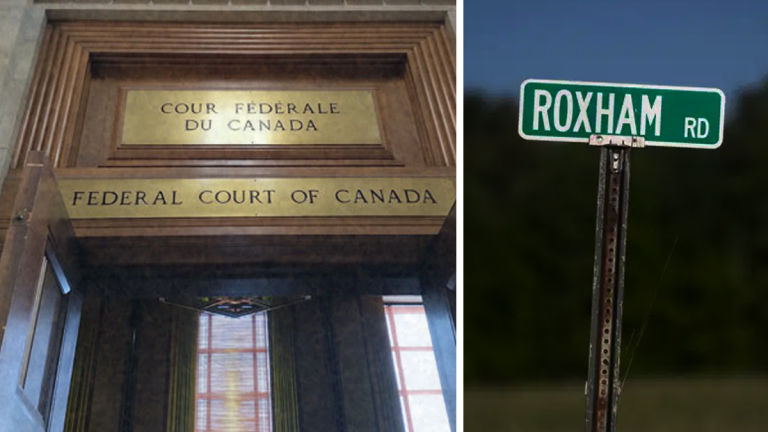 COUR FÉDÉRALE
DU CANADA
FEDERAL COURT OF CANADA
ROXHAM RD